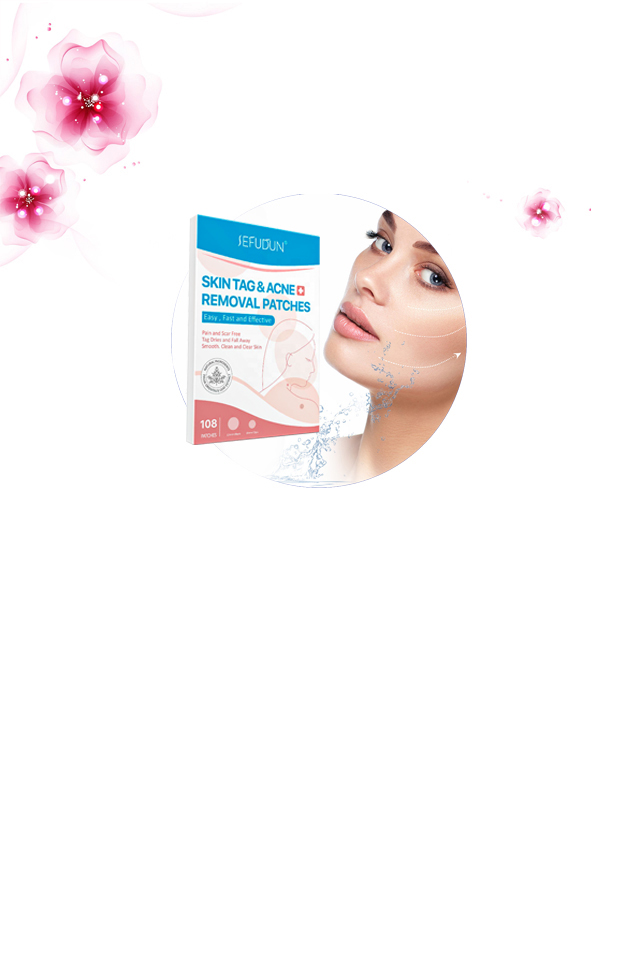 SEFUDUN®
SKIN TAG & ACNE
REMOVAL PATCHES
Easy , Fast and Effective
Pain and Scar Free
Tag Dries and Fall Away
Smooth, Clean and Clear Skin
108
PATCHES